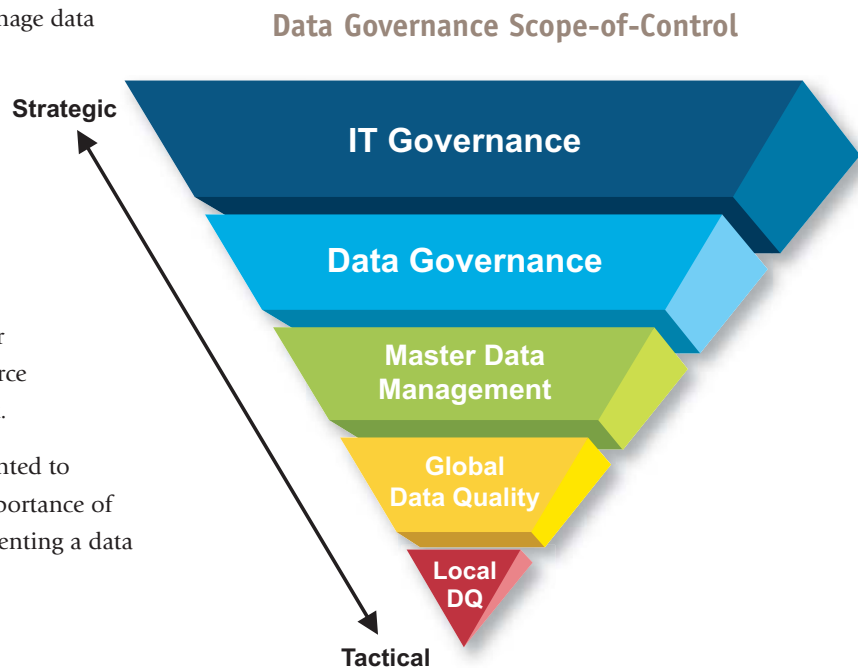 nage data
Data Governance Scope-of-Control
Strategic
IT Governance
Data Governance
Master Data
Management
Global
Data Quality
Local
DQ
Tactical
r
rce
.
nted to
portance of
enting a data